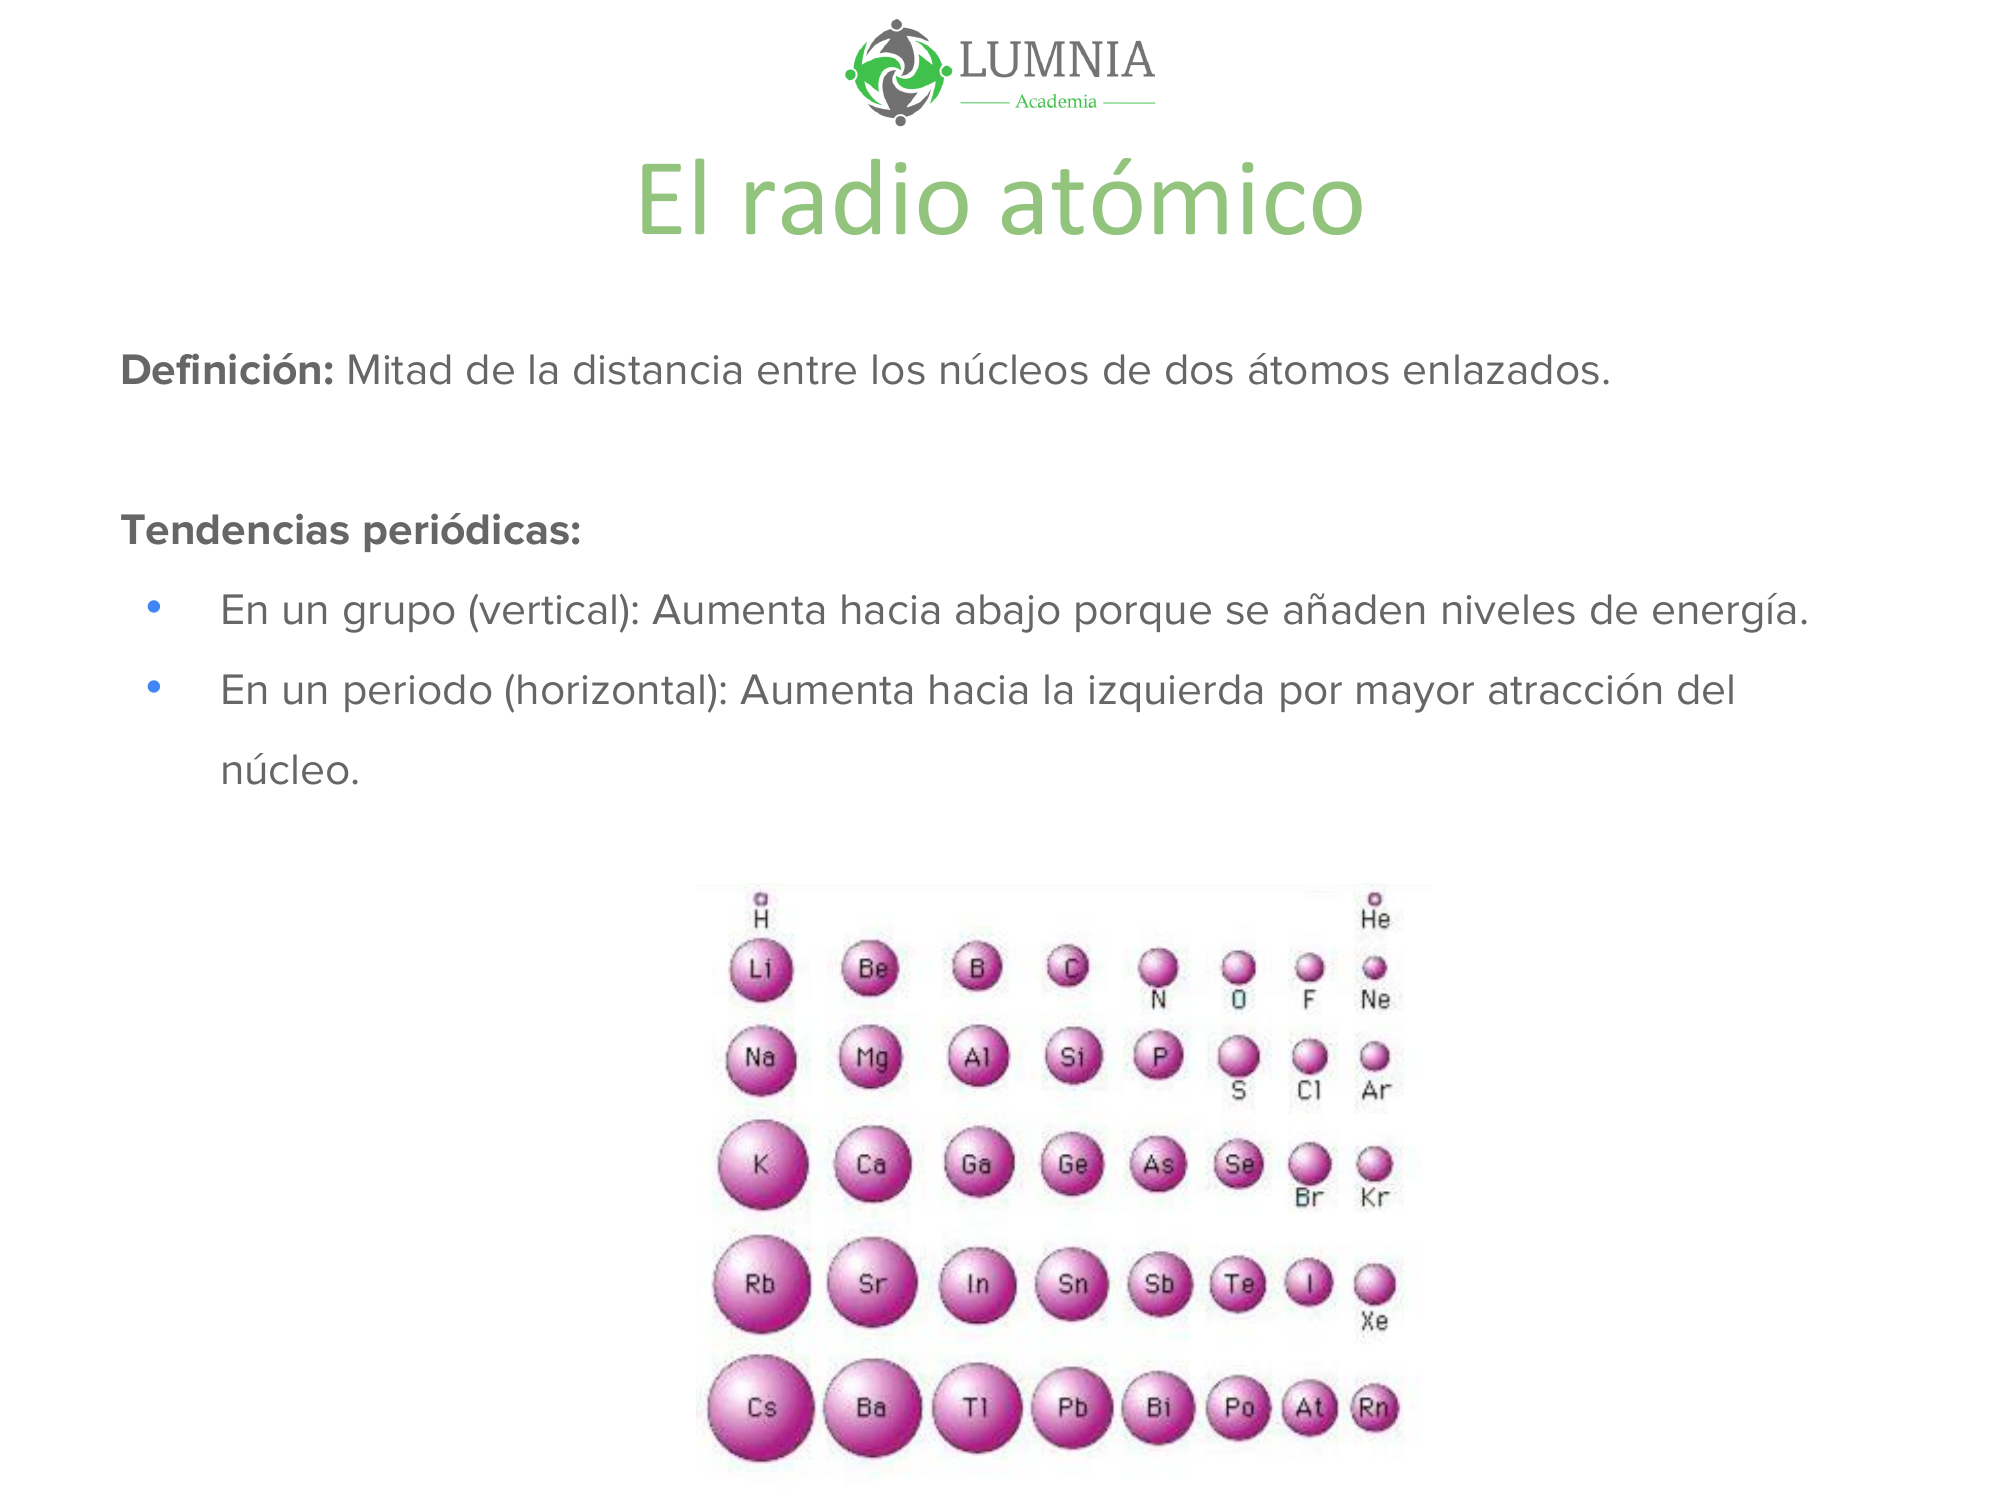 LUMNIA
Academia
El radio atómico
Definición: Mitad de la distancia entre los núcleos de dos átomos enlazados.
Tendencias periódicas:
• En un grupo (vertical): Aumenta hacia abajo porque se añaden niveles de energía.
• En un periodo (horizontal): Aumenta hacia la izquierda por mayor atracción del
núcleo.
H He
Li Be B C N O F Ne
Na Mg Al Si P S Cl Ar
K Ca Ga Ge As Se Br Kr
Rb Sr In Sn Sb Te I Xe
Cs Ba Tl Pb Bi Po At Rn